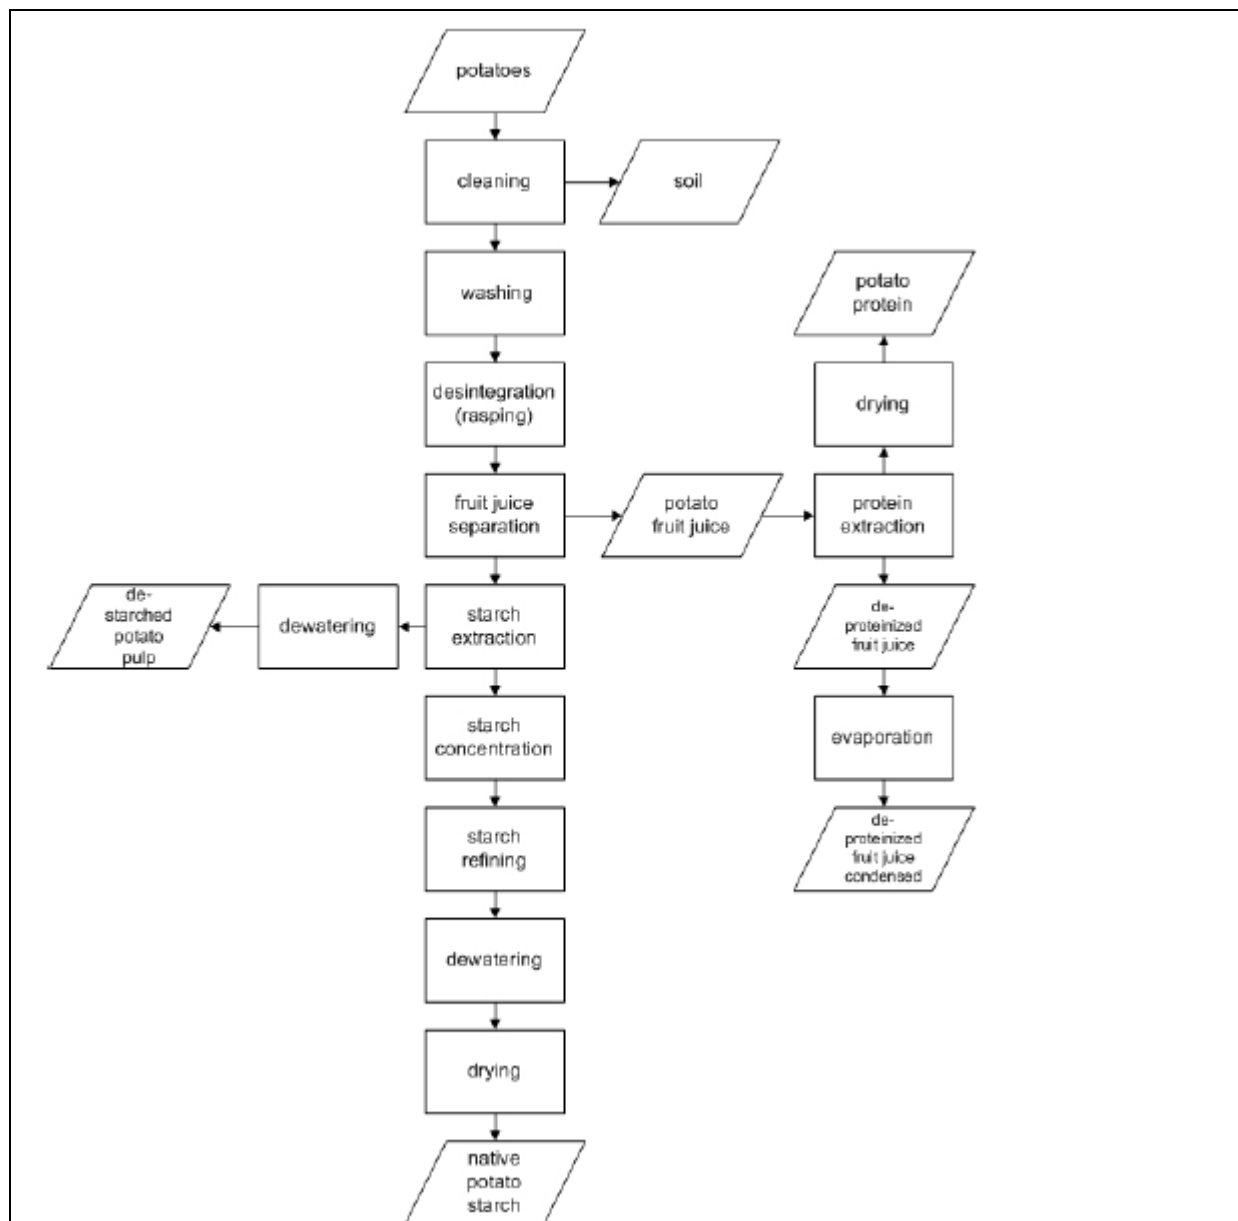 potatoes
cleaning
soil
washing
potato
protein
desintegration
(rasping)
drying
fruit juice
separation
potato
fruit juice
protein
extraction
de-
starched
potato
pulp
dewatering
starch
extraction
de-
proteinized
fruit juice
starch
concentration
evaporation
starch
refining
de-
proteinized
fruit juice
condensed
dewatering
drying
native
potato
starch